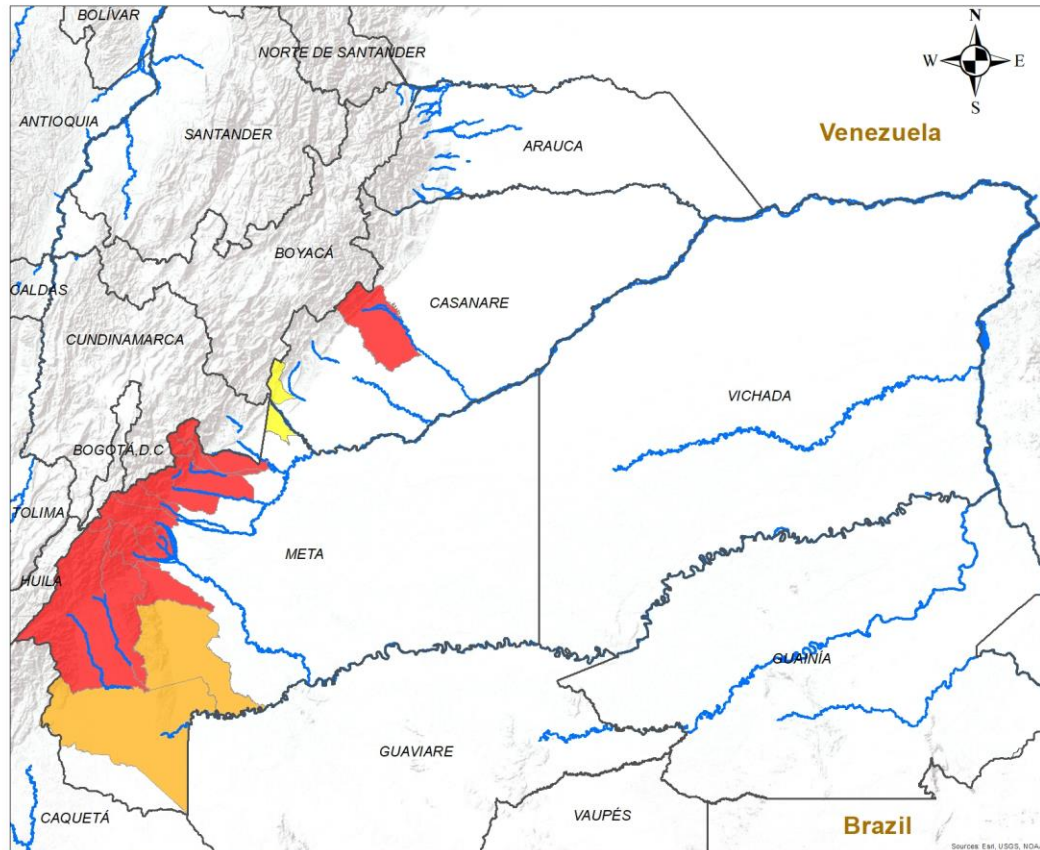 BOLÍVAR
NORTE DE SANTANDER
N
W
E
S
ANTIOQUIA
SANTANDER
ARAUCA
Venezuela
BOYACÁ
CALDAS
CASANARE
CUNDINAMARCA
VICHADA
BOGOTÁ,D.C
TOLIMA
META
HUILA
GUAINÍA
GUAVIARE
CAQUETÁ
VAUPÉS
Brazil
Sources: Esri, USGS, NOAA